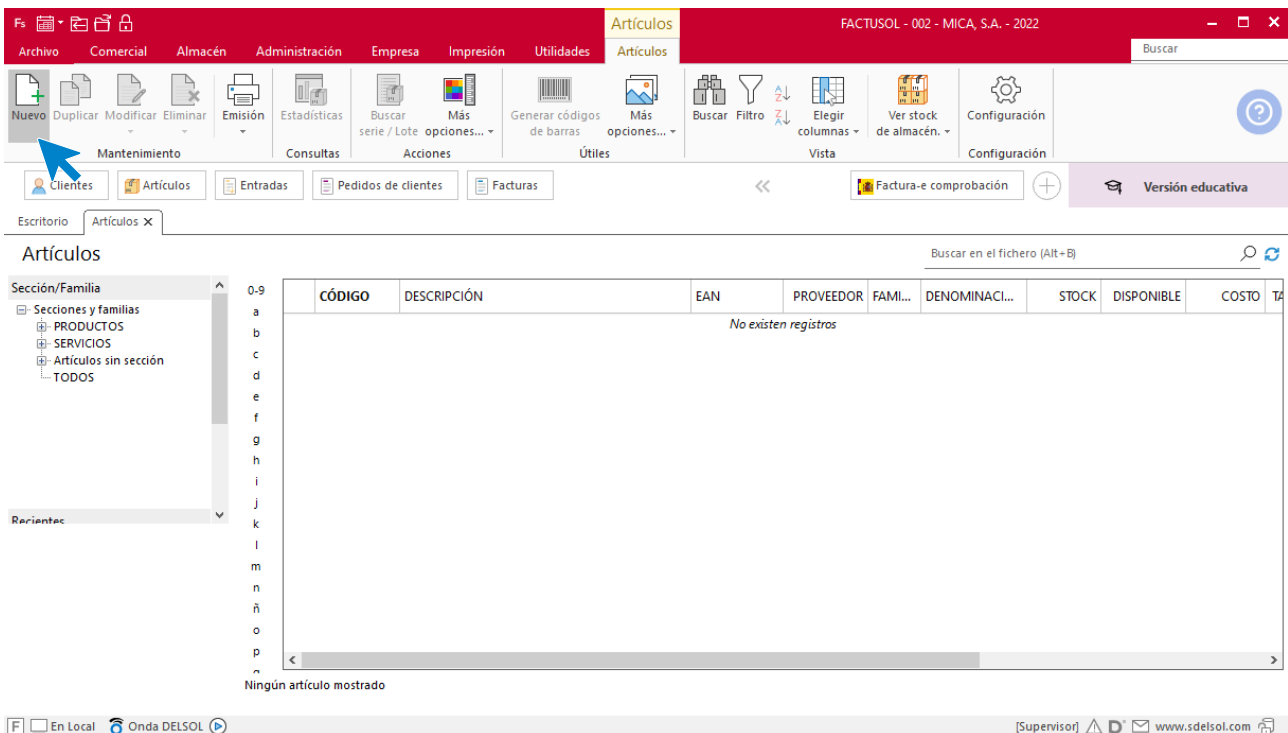 Fs Artículos FACTUSOL - 002 - MICA, S.A. - 2022
Archivo Comercial Almacén Administración Empresa Impresión Utilidades Artículos Buscar
Nuevo Duplicar Modificar Eliminar Emisión Estadísticas Buscar serie / Lote Más opciones... Generar códigos de barras Más opciones... Buscar Filtro Elegir columnas Ver stock de almacén. Configuración
Mantenimiento Consultas Acciones Útiles Vista Configuración
Clientes Artículos Entradas Pedidos de clientes Facturas Factura-e comprobación Versión educativa
Escritorio Artículos
Artículos Buscar en el fichero (Alt+B)
Sección/Familia
Secciones y familias
PRODUCTOS
SERVICIOS
Artículos sin sección
TODOS
Recientes
0-9
a
b
c
d
e
f
g
h
i
j
k
l
m
n
ñ
o
p
CÓDIGO DESCRIPCIÓN EAN PROVEEDOR FAMI... DENOMINACI... STOCK DISPONIBLE COSTO TA
No existen registros
Ningún artículo mostrado
F En Local Onda DELSOL [Supervisor] D www.sdelsol.com